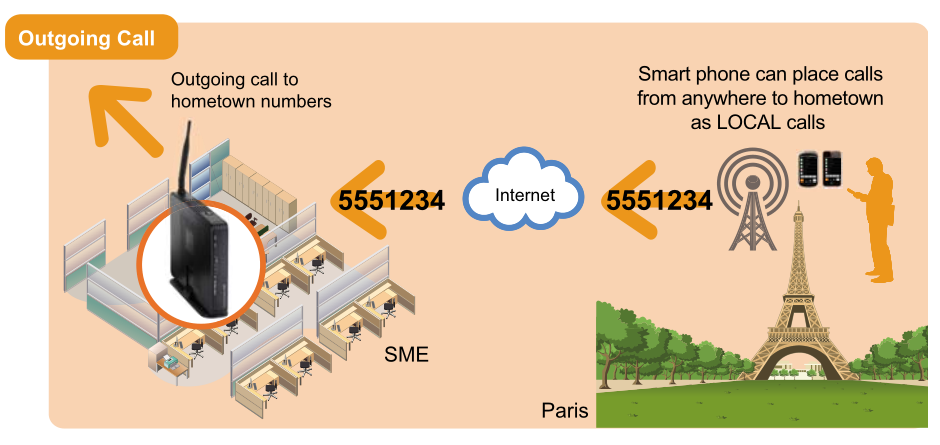 Outgoing Call
Outgoing call to
hometown numbers
Smart phone can place calls
from anywhere to hometown
as LOCAL calls
5551234
Internet
5551234
SME
Paris